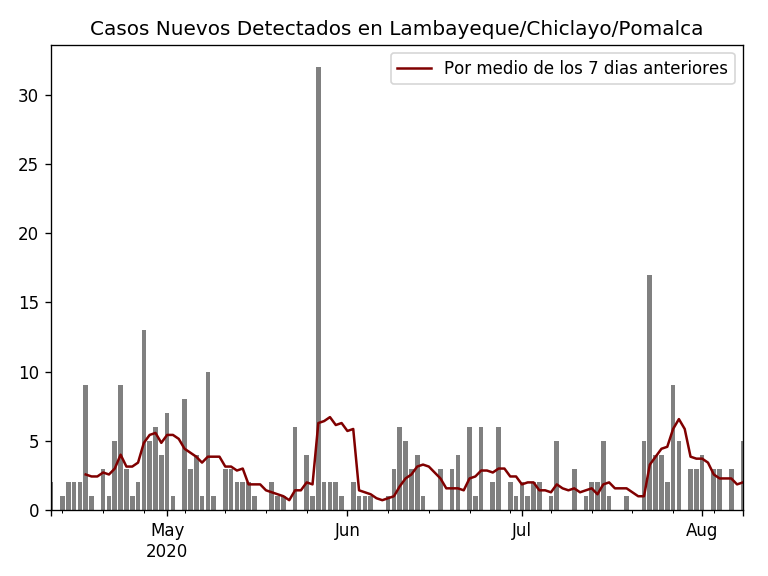 Casos Nuevos Detectados en Lambayeque/Chiclayo/Pomalca
Por medio de los 7 dias anteriores
30
25
20
15
10
5
0
May
2020
Jun
Jul
Aug